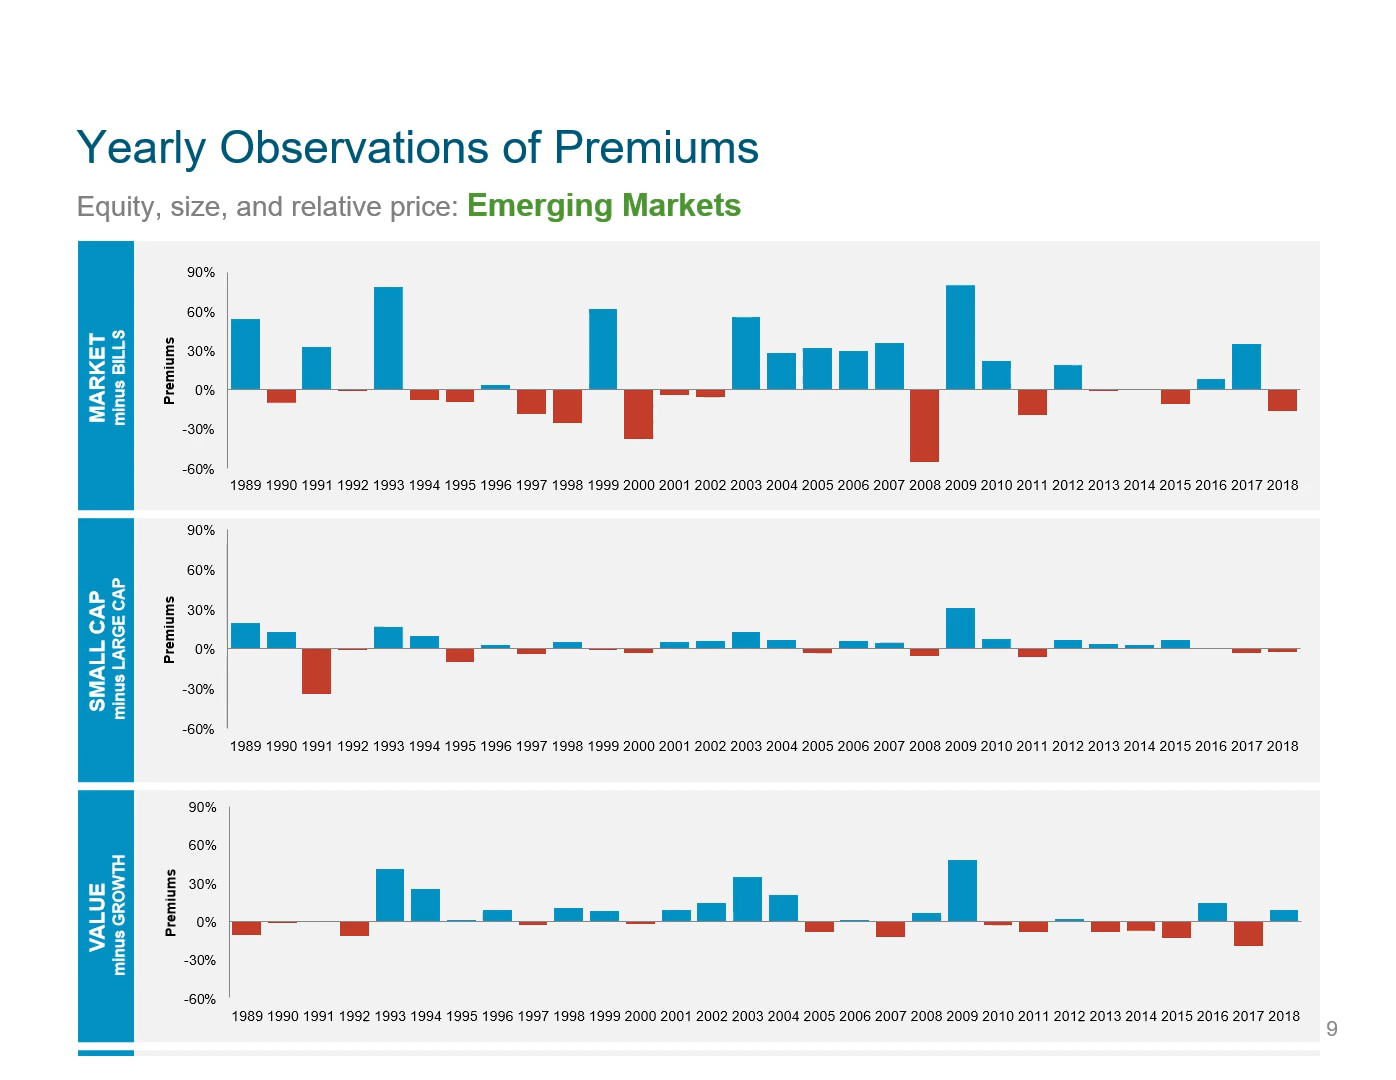 Yearly Observations of Premiums
Equity, size, and relative price: Emerging Markets
MARKET
minus BILLS
Premiums
90%
60%
30%
0%
-30%
-60%
1989 1990 1991 1992 1993 1994 1995 1996 1997 1998 1999 2000 2001 2002 2003 2004 2005 2006 2007 2008 2009 2010 2011 2012 2013 2014 2015 2016 2017 2018
SMALL CAP
minus LARGE CAP
Premiums
90%
60%
30%
0%
-30%
-60%
1989 1990 1991 1992 1993 1994 1995 1996 1997 1998 1999 2000 2001 2002 2003 2004 2005 2006 2007 2008 2009 2010 2011 2012 2013 2014 2015 2016 2017 2018
VALUE
minus GROWTH
Premiums
90%
60%
30%
0%
-30%
-60%
1989 1990 1991 1992 1993 1994 1995 1996 1997 1998 1999 2000 2001 2002 2003 2004 2005 2006 2007 2008 2009 2010 2011 2012 2013 2014 2015 2016 2017 2018
9